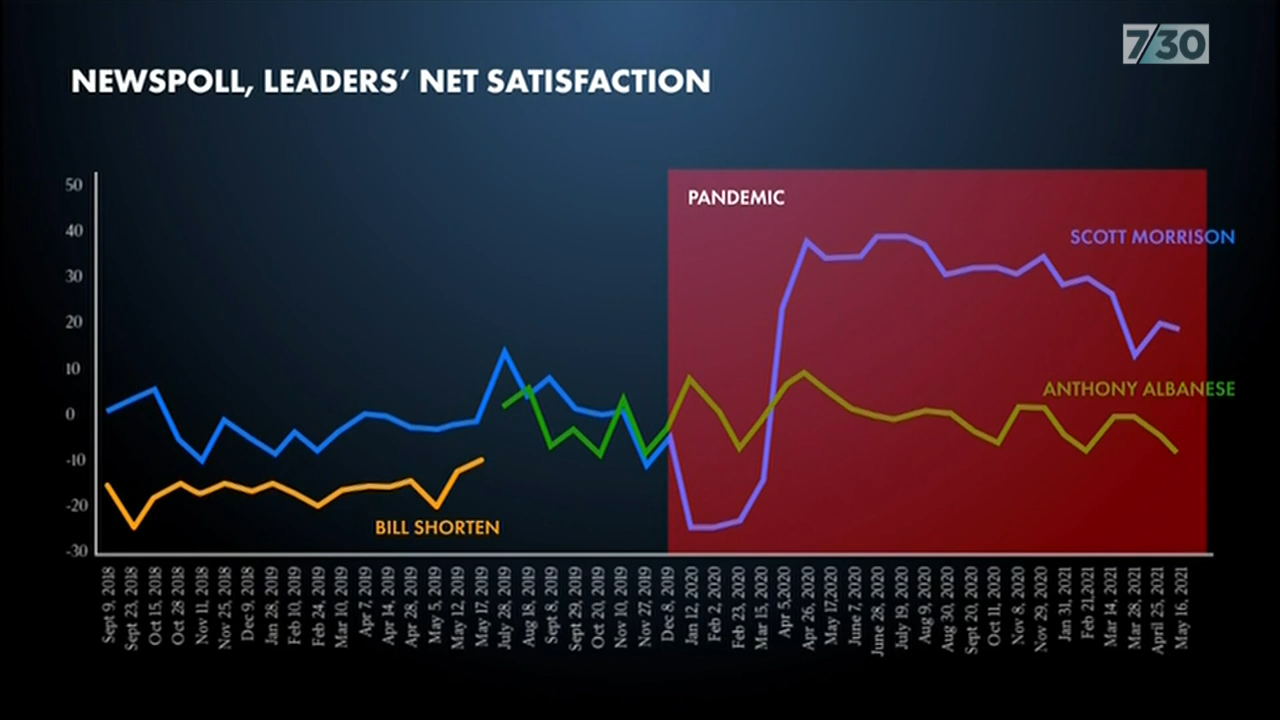 7/30
NEWSPOLL, LEADERS' NET SATISFACTION
50
40
30
20
10
0
-10
-20
-30
PANDEMIC
SCOTT MORRISON
ANTHONY ALBANESE
BILL SHORTEN
Sept 9, 2018
Sept 23, 2018
Oct 15, 2018
Oct 28 2018
Nov 11, 2018
Nov 25, 2018
Dec 9, 2018
Jan 28, 2019
Feb 10, 2019
Feb 24, 2019
Mar 10, 2019
Apr 7, 2019
Apr 14, 2019
Apr 28, 2019
May 5, 2019
May 12, 2019
May 17, 2019
July 28, 2019
Aug 18, 2019
Sept 8, 2019
Sept 29, 2019
Oct 20, 2019
Nov 10, 2019
Nov 27, 2019
Dec 8, 2019
Jan 12, 2020
Feb 2, 2020
Feb 23, 2020
Mar 15, 2020
Apr 5,2020
Apr 26, 2020
May 17,2020
June 7, 2020
June 28, 2020
July 19, 2020
Aug 9, 2020
Aug 30, 2020
Sept 20, 2020
Oct 11, 2020
Nov 8, 2020
Nov 29, 2020
Jan 31, 2021
Feb 21,2021
Mar 14, 2021
Mar 28, 2021
April 25, 2021
May 16, 2021